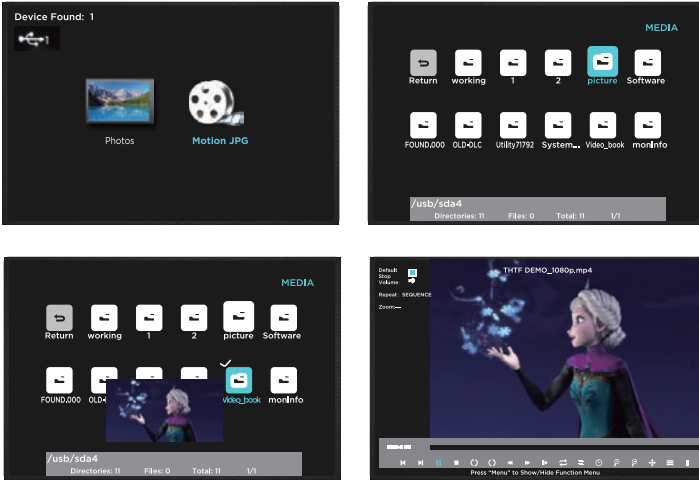 Device Found: 1
1
Photos
Motion JPG
MEDIA
Return working 1 2 picture Software
FOUND.000 OLD-DLC Utility71792 System... Video_book monInfo
/usb/sda4
Directories: 11 Files: 0 Total: 11 1/1
MEDIA
Return working 1 2 picture Software
FOUND.000 OLD- Video_book monInfo
/usb/sda4
Directories: 11 Files: 0 Total: 11 1/1
Default
Stop
Volume:
THTF DEMO_1080p.mp4
Repeat : SEQUENCE
Zoom:—
Press "Menu" to Show/Hide Function Menu